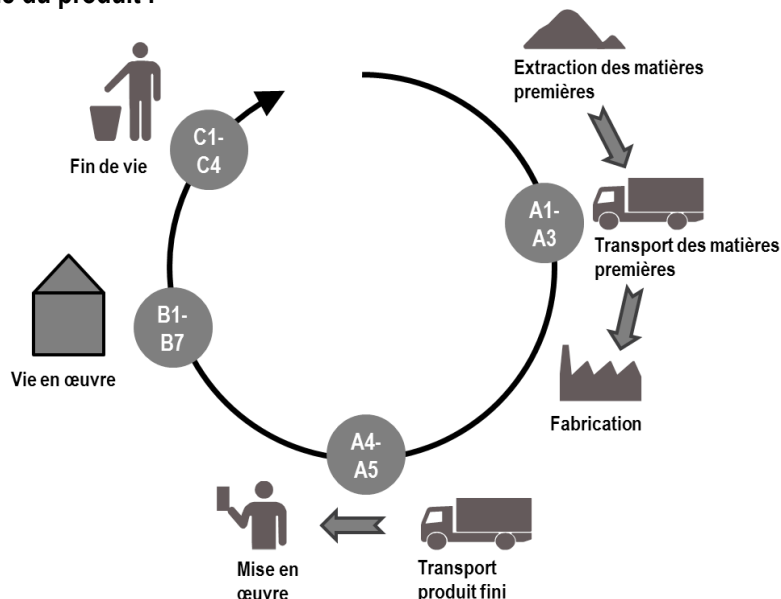 du produit :
Extraction des matières
premières
A1-
A3
Transport des matières
premières
Fabrication
A4-
A5
Transport
produit fini
Mise en
œuvre
B1-
B7
Vie en œuvre
C1-
C4
Fin de vie